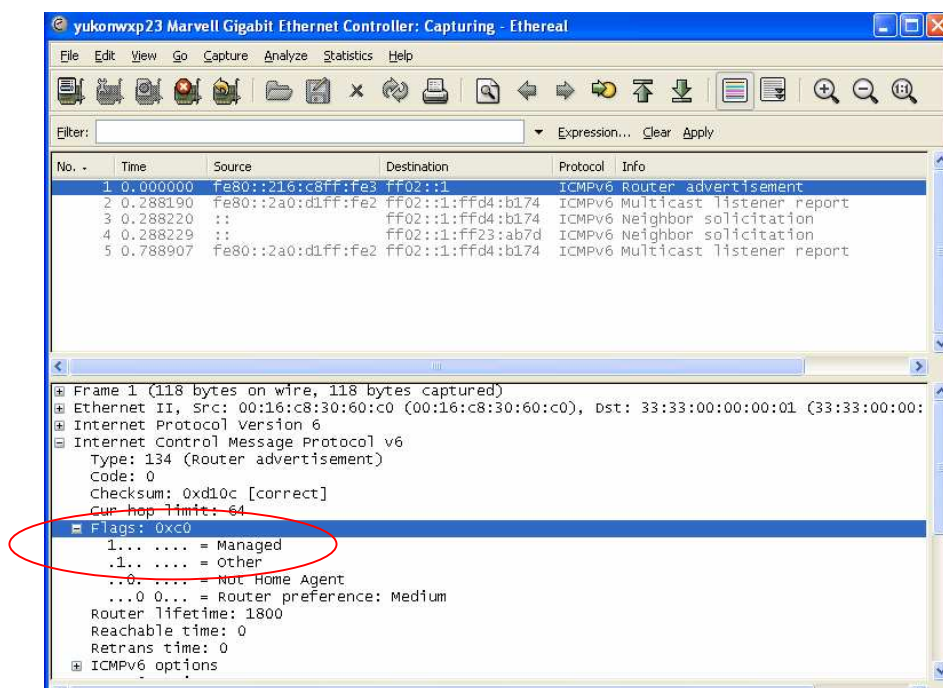 yukonwxp23 Marvell Gigabit Ethernet Controller: Capturing - Ethereal
File Edit View Go Capture Analyze Statistics Help
Filter: Expression... Clear Apply
No. . Time Source Destination Protocol Info
1 0.000000 fe80::216:c8ff:fe3 ff02::1 ICMPv6 Router advertisement
2 0.288190 fe80::2a0:d1ff:fe2 ff02::1:ffd4:b174 ICMPv6 Multicast listener report
3 0.288220 :: ff02::1:ffd4:b174 ICMPv6 Neighbor solicitation
4 0.288229 :: ff02::1:ff23:ab7d ICMPv6 Neighbor solicitation
5 0.788907 fe80::2a0:d1ff:fe2 ff02::1:ffd4:b174 ICMPv6 Multicast listener report
Frame 1 (118 bytes on wire, 118 bytes captured)
Ethernet II, Src: 00:16:c8:30:60:c0 (00:16:c8:30:60:c0), Dst: 33:33:00:00:00:01 (33:33:00:00:
Internet Protocol Version 6
Internet Control Message Protocol v6
Type: 134 (Router advertisement)
Code: 0
Checksum: 0xd10c [correct]
Cur hop limit: 64
Flags: 0xc0
1... .... = Managed
.1.. .... = Other
..0. .... = Not Home Agent
...0 0... = Router preference: Medium
Router lifetime: 1800
Reachable time: 0
Retrans time: 0
ICMPv6 options